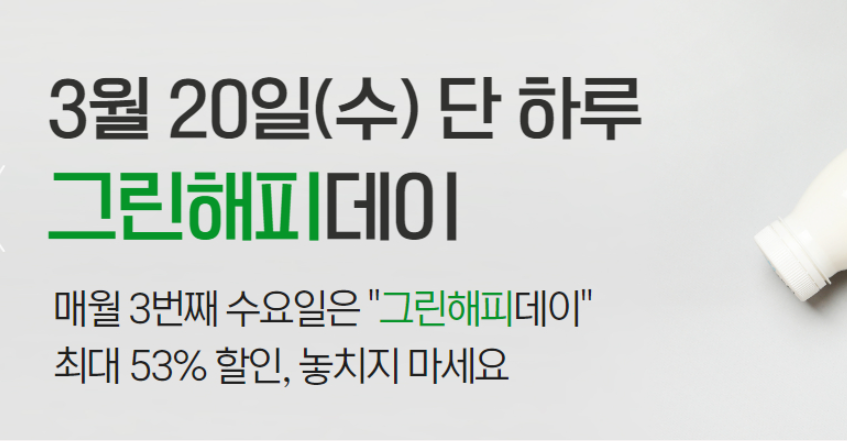 3월 20일(수) 단 하루
그린해피데이
매월 3번째 수요일은 "그린해피데이"
최대 53% 할인, 놓치지 마세요